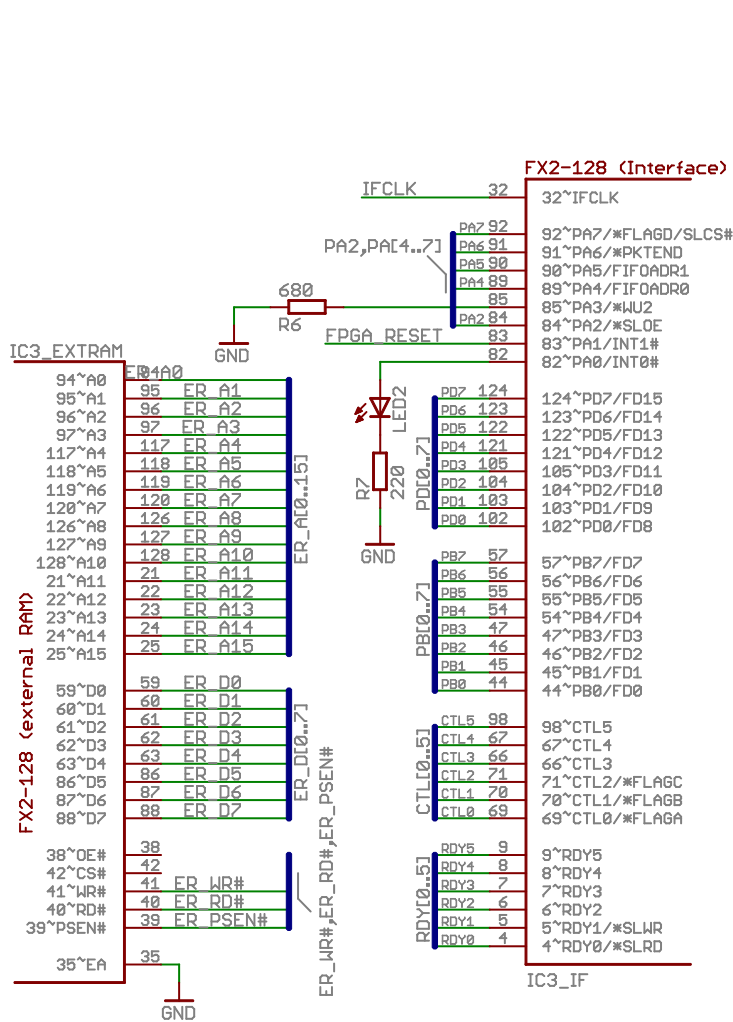 FX2-128 (Interface)
IFCLK
32
32~IFCLK
PA2,PA[4..7]
PA7 92
92~PA7/*FLAGD/SLCS#
PA6 91
91~PA6/*PKTEND
PA5 90
90~PA5/FIFOADR1
PA4 89
89~PA4/FIFOADR0
85
85~PA3/*WU2
PA2 84
84~PA2/*SLOE
FPGA_RESET
83
83~PA1/INT1#
82
82~PA0/INT0#
680
R6
GND
LED2
R7
220
GND
PD[0..7]
PD7 124
124~PD7/FD15
PD6 123
123~PD6/FD14
PD5 122
122~PD5/FD13
PD4 121
121~PD4/FD12
PD3 105
105~PD3/FD11
PD2 104
104~PD2/FD10
PD1 103
103~PD1/FD9
PD0 102
102~PD0/FD8
PB[0..7]
PB7 57
57~PB7/FD7
PB6 56
56~PB6/FD6
PB5 55
55~PB5/FD5
PB4 54
54~PB4/FD4
PB3 47
47~PB3/FD3
PB2 46
46~PB2/FD2
PB1 45
45~PB1/FD1
PB0 44
44~PB0/FD0
CTL[0..5]
CTL5 98
98~CTL5
CTL4 67
67~CTL4
CTL3 66
66~CTL3
CTL2 71
71~CTL2/*FLAGC
CTL1 70
70~CTL1/*FLAGB
CTL0 69
69~CTL0/*FLAGA
RDY[0..5]
RDY5 9
9~RDY5
RDY4 8
8~RDY4
RDY3 7
7~RDY3
RDY2 6
6~RDY2
RDY1 5
5~RDY1/*SLWR
RDY0 4
4~RDY0/*SLRD
IC3_IF
IC3_EXTRAM
FX2-128 (external RAM)
94~A0
94
ER_A0
95~A1
95
ER_A1
96~A2
96
ER_A2
97~A3
97
ER_A3
117~A4
117
ER_A4
118~A5
118
ER_A5
119~A6
119
ER_A6
120~A7
120
ER_A7
126~A8
126
ER_A8
127~A9
127
ER_A9
128~A10
128
ER_A10
21~A11
21
ER_A11
22~A12
22
ER_A12
23~A13
23
ER_A13
24~A14
24
ER_A14
25~A15
25
ER_A15
ER_A[0..15]
59~D0
59
ER_D0
60~D1
60
ER_D1
61~D2
61
ER_D2
62~D3
62
ER_D3
63~D4
63
ER_D4
86~D5
86
ER_D5
87~D6
87
ER_D6
88~D7
88
ER_D7
ER_D[0..7]
38~OE#
38
42~CS#
42
41~WR#
41
ER_WR#
40~RD#
40
ER_RD#
39~PSEN#
39
ER_PSEN#
ER_WR#,ER_RD#,ER_PSEN#
35~EA
35
GND